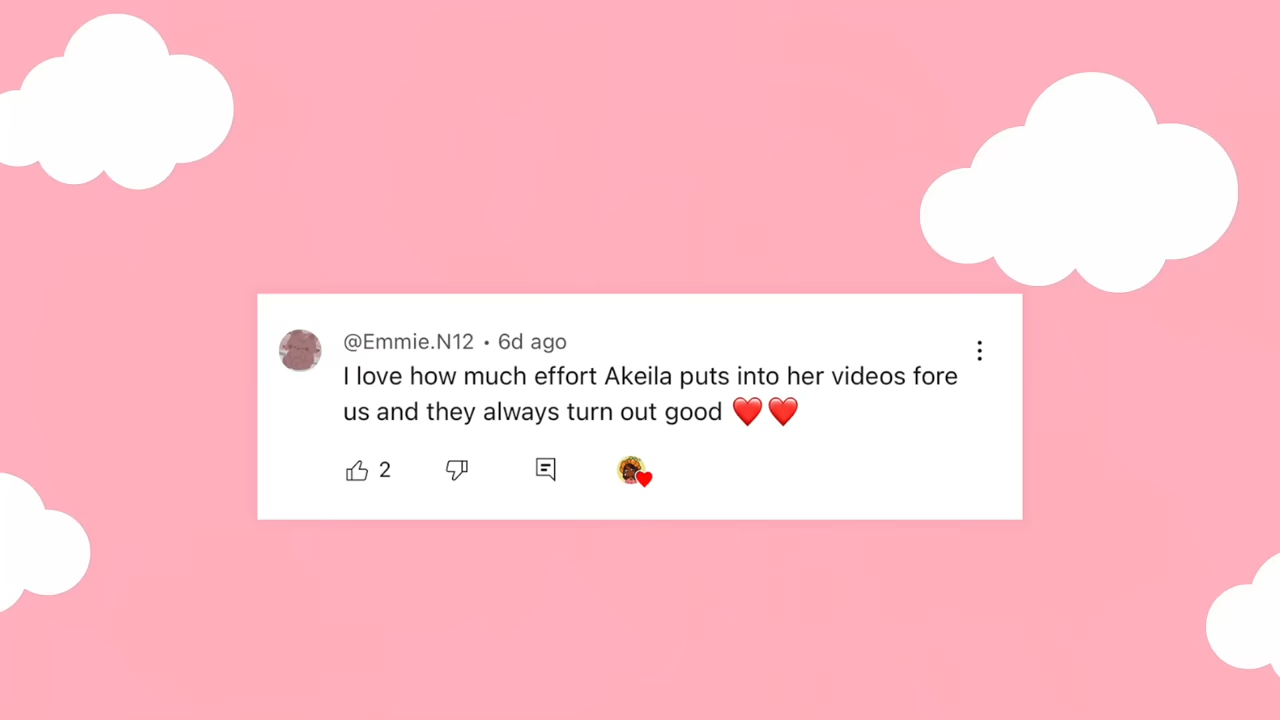 @Emmie.N12 • 6d ago
I love how much effort Akeila puts into her videos fore
us and they always turn out good ❤️❤️
2